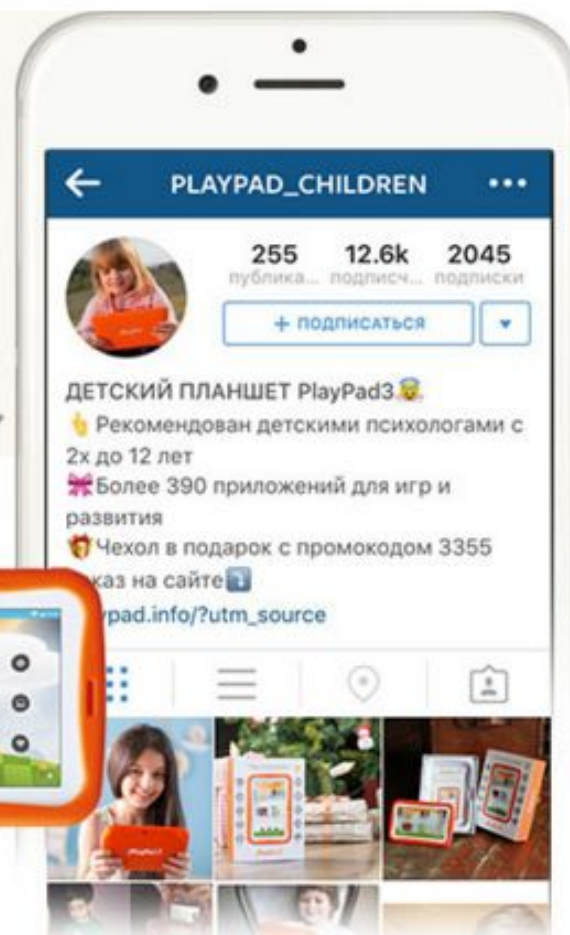 PLAYPAD_CHILDREN
255 12.6k 2045
публика... подписч... подписки
+ ПОДПИСАТЬСЯ
ДЕТСКИЙ ПЛАНШЕТ PlayPad3
Рекомендован детскими психологами с
2х до 12 лет
Более 390 приложений для игр и
развития
Чехол в подарок с промокодом 3355
на сайте
pad.info/?utm_source
PlayPad3